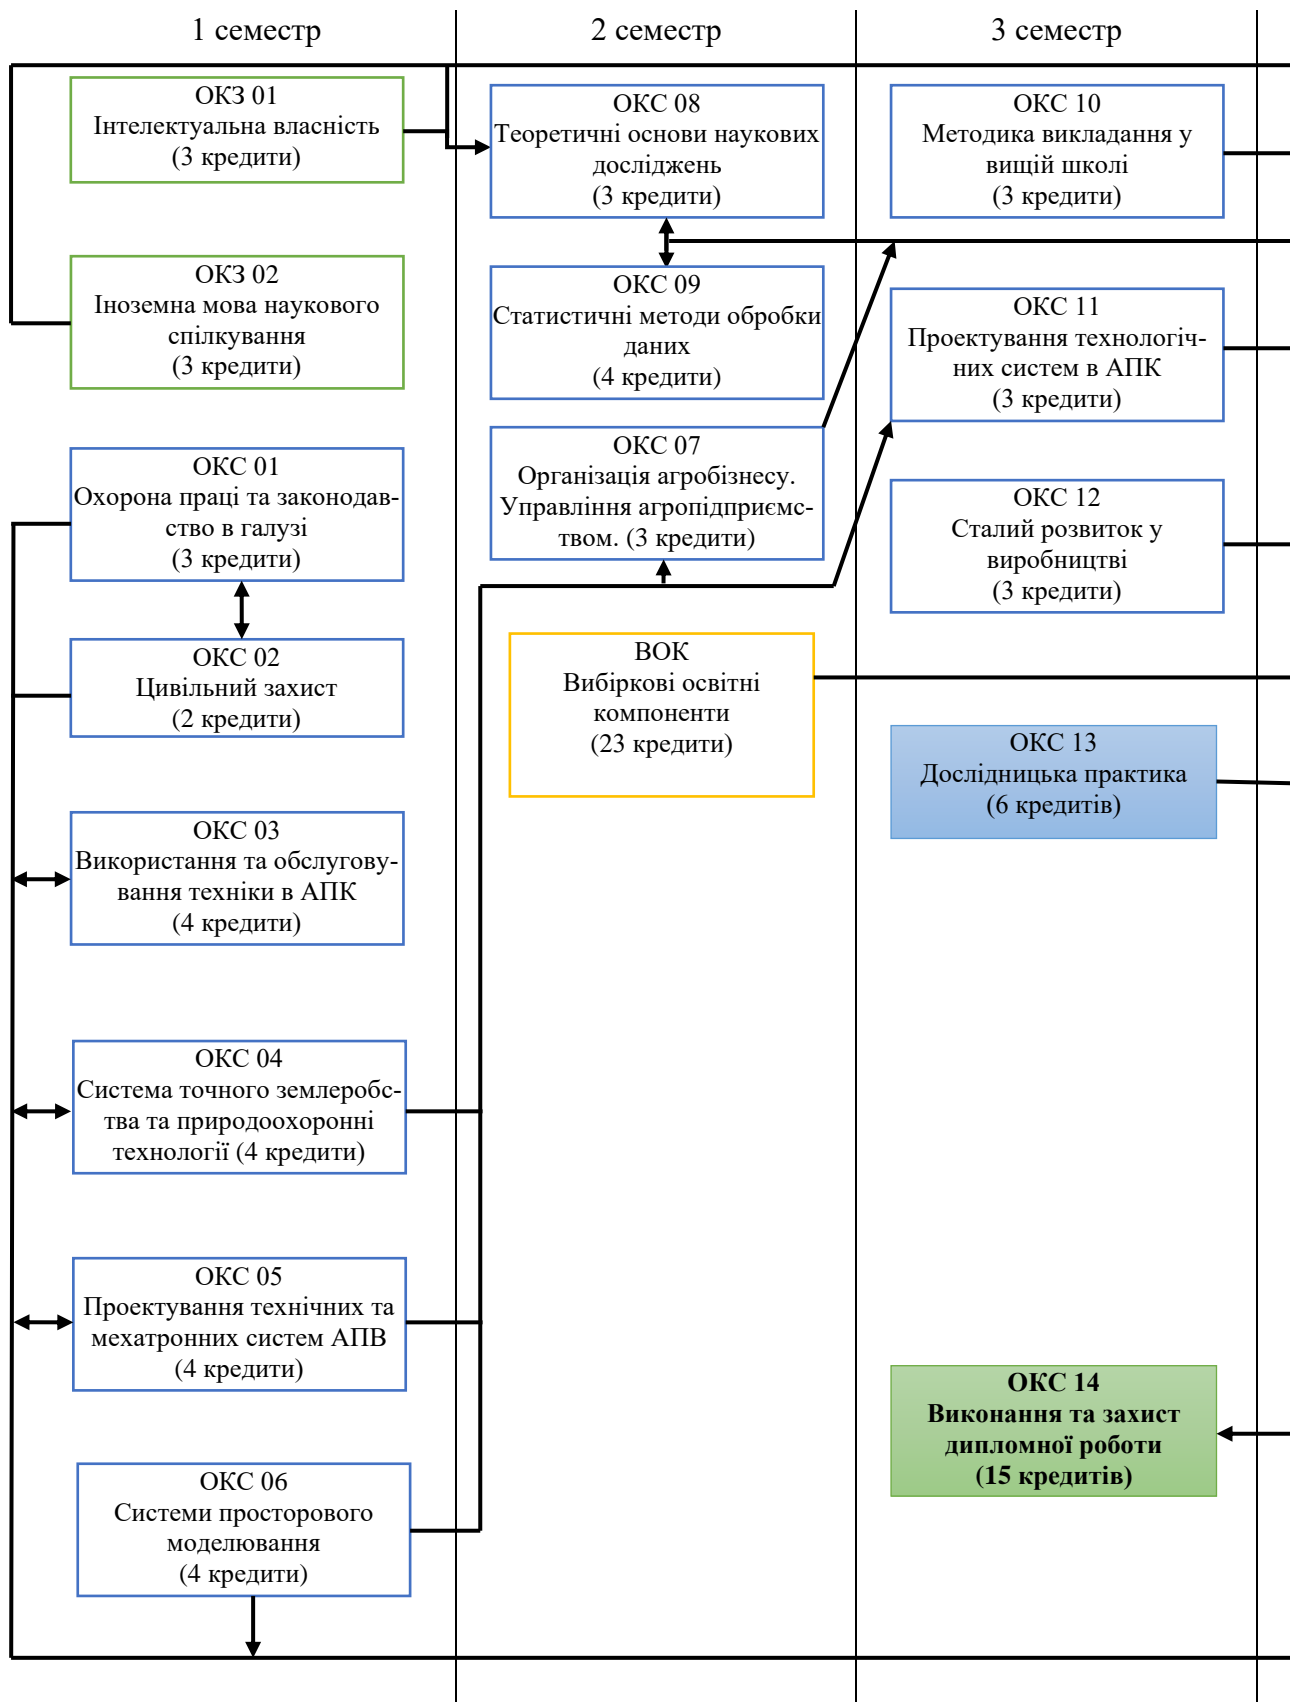 1 семестр
ОКЗ 01
Інтелектуальна власність
(3 кредити)
ОКЗ 02
Іноземна мова наукового
спілкування
(3 кредити)
ОКС 01
Охорона праці та законодав-
ство в галузі
(3 кредити)
ОКС 02
Цивільний захист
(2 кредити)
ОКС 03
Використання та обслугову-
вання техніки в АПК
(4 кредити)
ОКС 04
Система точного землеробс-
тва та природоохоронні
технології (4 кредити)
ОКС 05
Проектування технічних та
мехатронних систем АПВ
(4 кредити)
ОКС 06
Системи просторового
моделювання
(4 кредити)
2 семестр
ОКС 08
Теоретичні основи наукових
досліджень
(3 кредити)
ОКС 09
Статистичні методи обробки
даних
(4 кредити)
ОКС 07
Організація агробізнесу.
Управління агропідприємс-
твом. (3 кредити)
ВОК
Вибіркові освітні
компоненти
(23 кредити)
3 семестр
ОКС 10
Методика викладання у
вищій школі
(3 кредити)
ОКС 11
Проектування технологіч-
них систем в АПК
(3 кредити)
ОКС 12
Сталий розвиток у
виробництві
(3 кредити)
ОКС 13
Дослідницька практика
(6 кредитів)
ОКС 14
Виконання та захист
дипломної роботи
(15 кредитів)